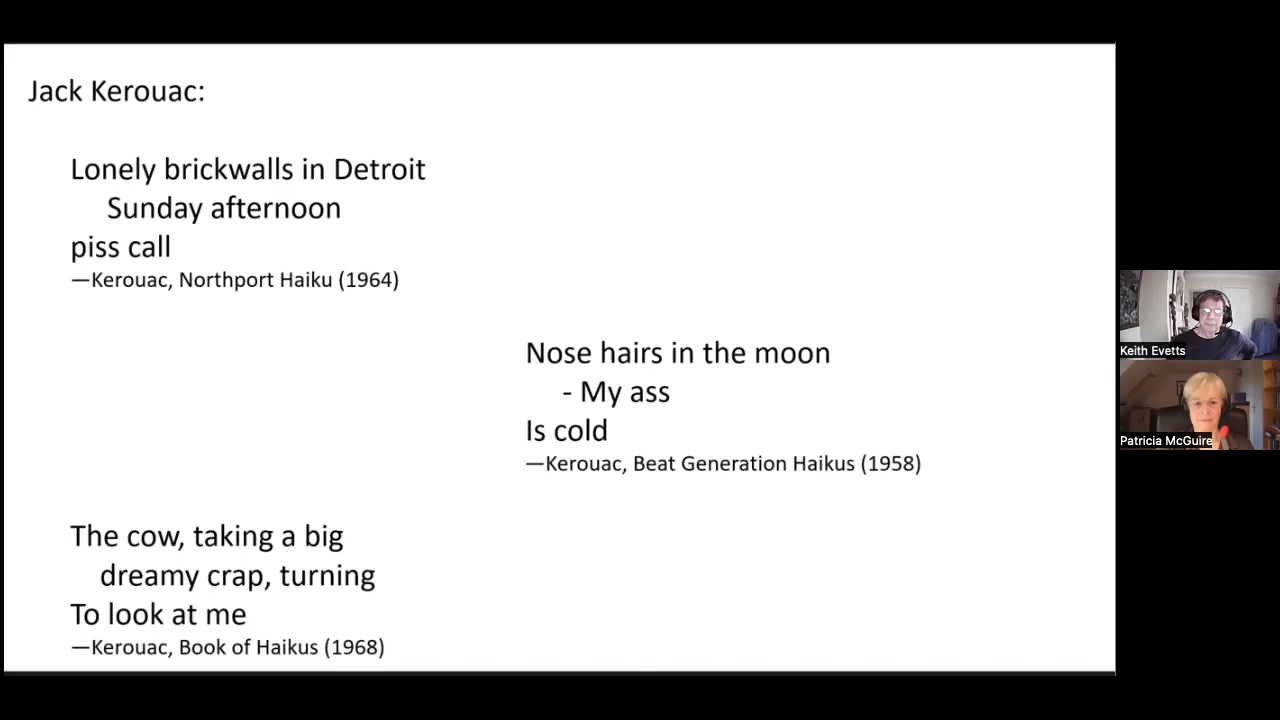 Jack Kerouac:
Lonely brickwalls in Detroit
Sunday afternoon
piss call
—Kerouac, Northport Haiku (1964)
Nose hairs in the moon
- My ass
Is cold
—Kerouac, Beat Generation Haikus (1958)
The cow, taking a big
dreamy crap, turning
To look at me
—Kerouac, Book of Haikus (1968)
Keith Evetts
Patricia McGuire